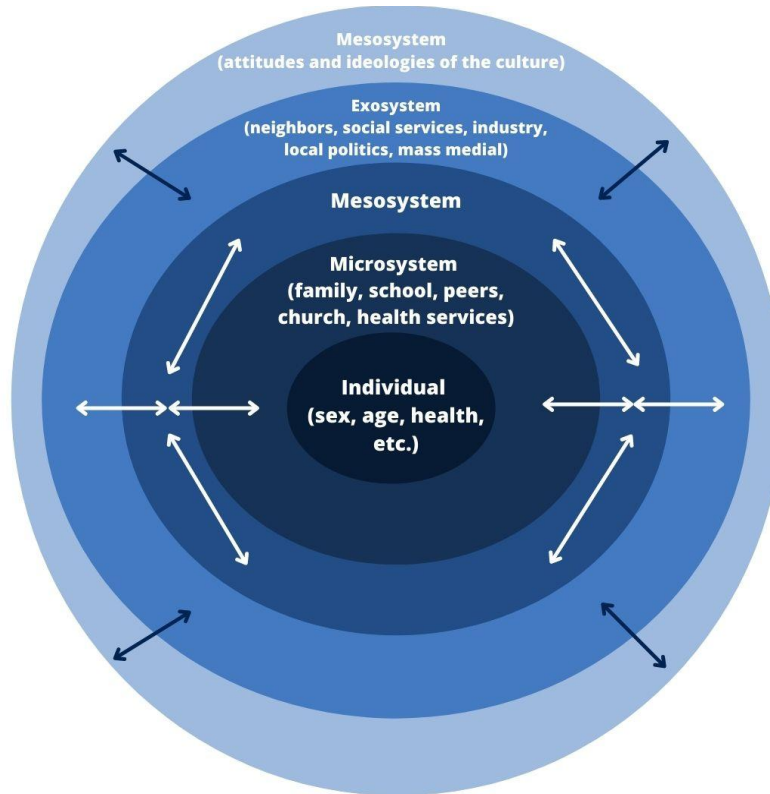 Mesosystem
(attitudes and ideologies of the culture)
Exosystem
(neighbors, social services, industry,
local politics, mass medial)
Mesosystem
Microsystem
(family, school, peers,
church, health services)
Individual
(sex, age, health,
etc.)